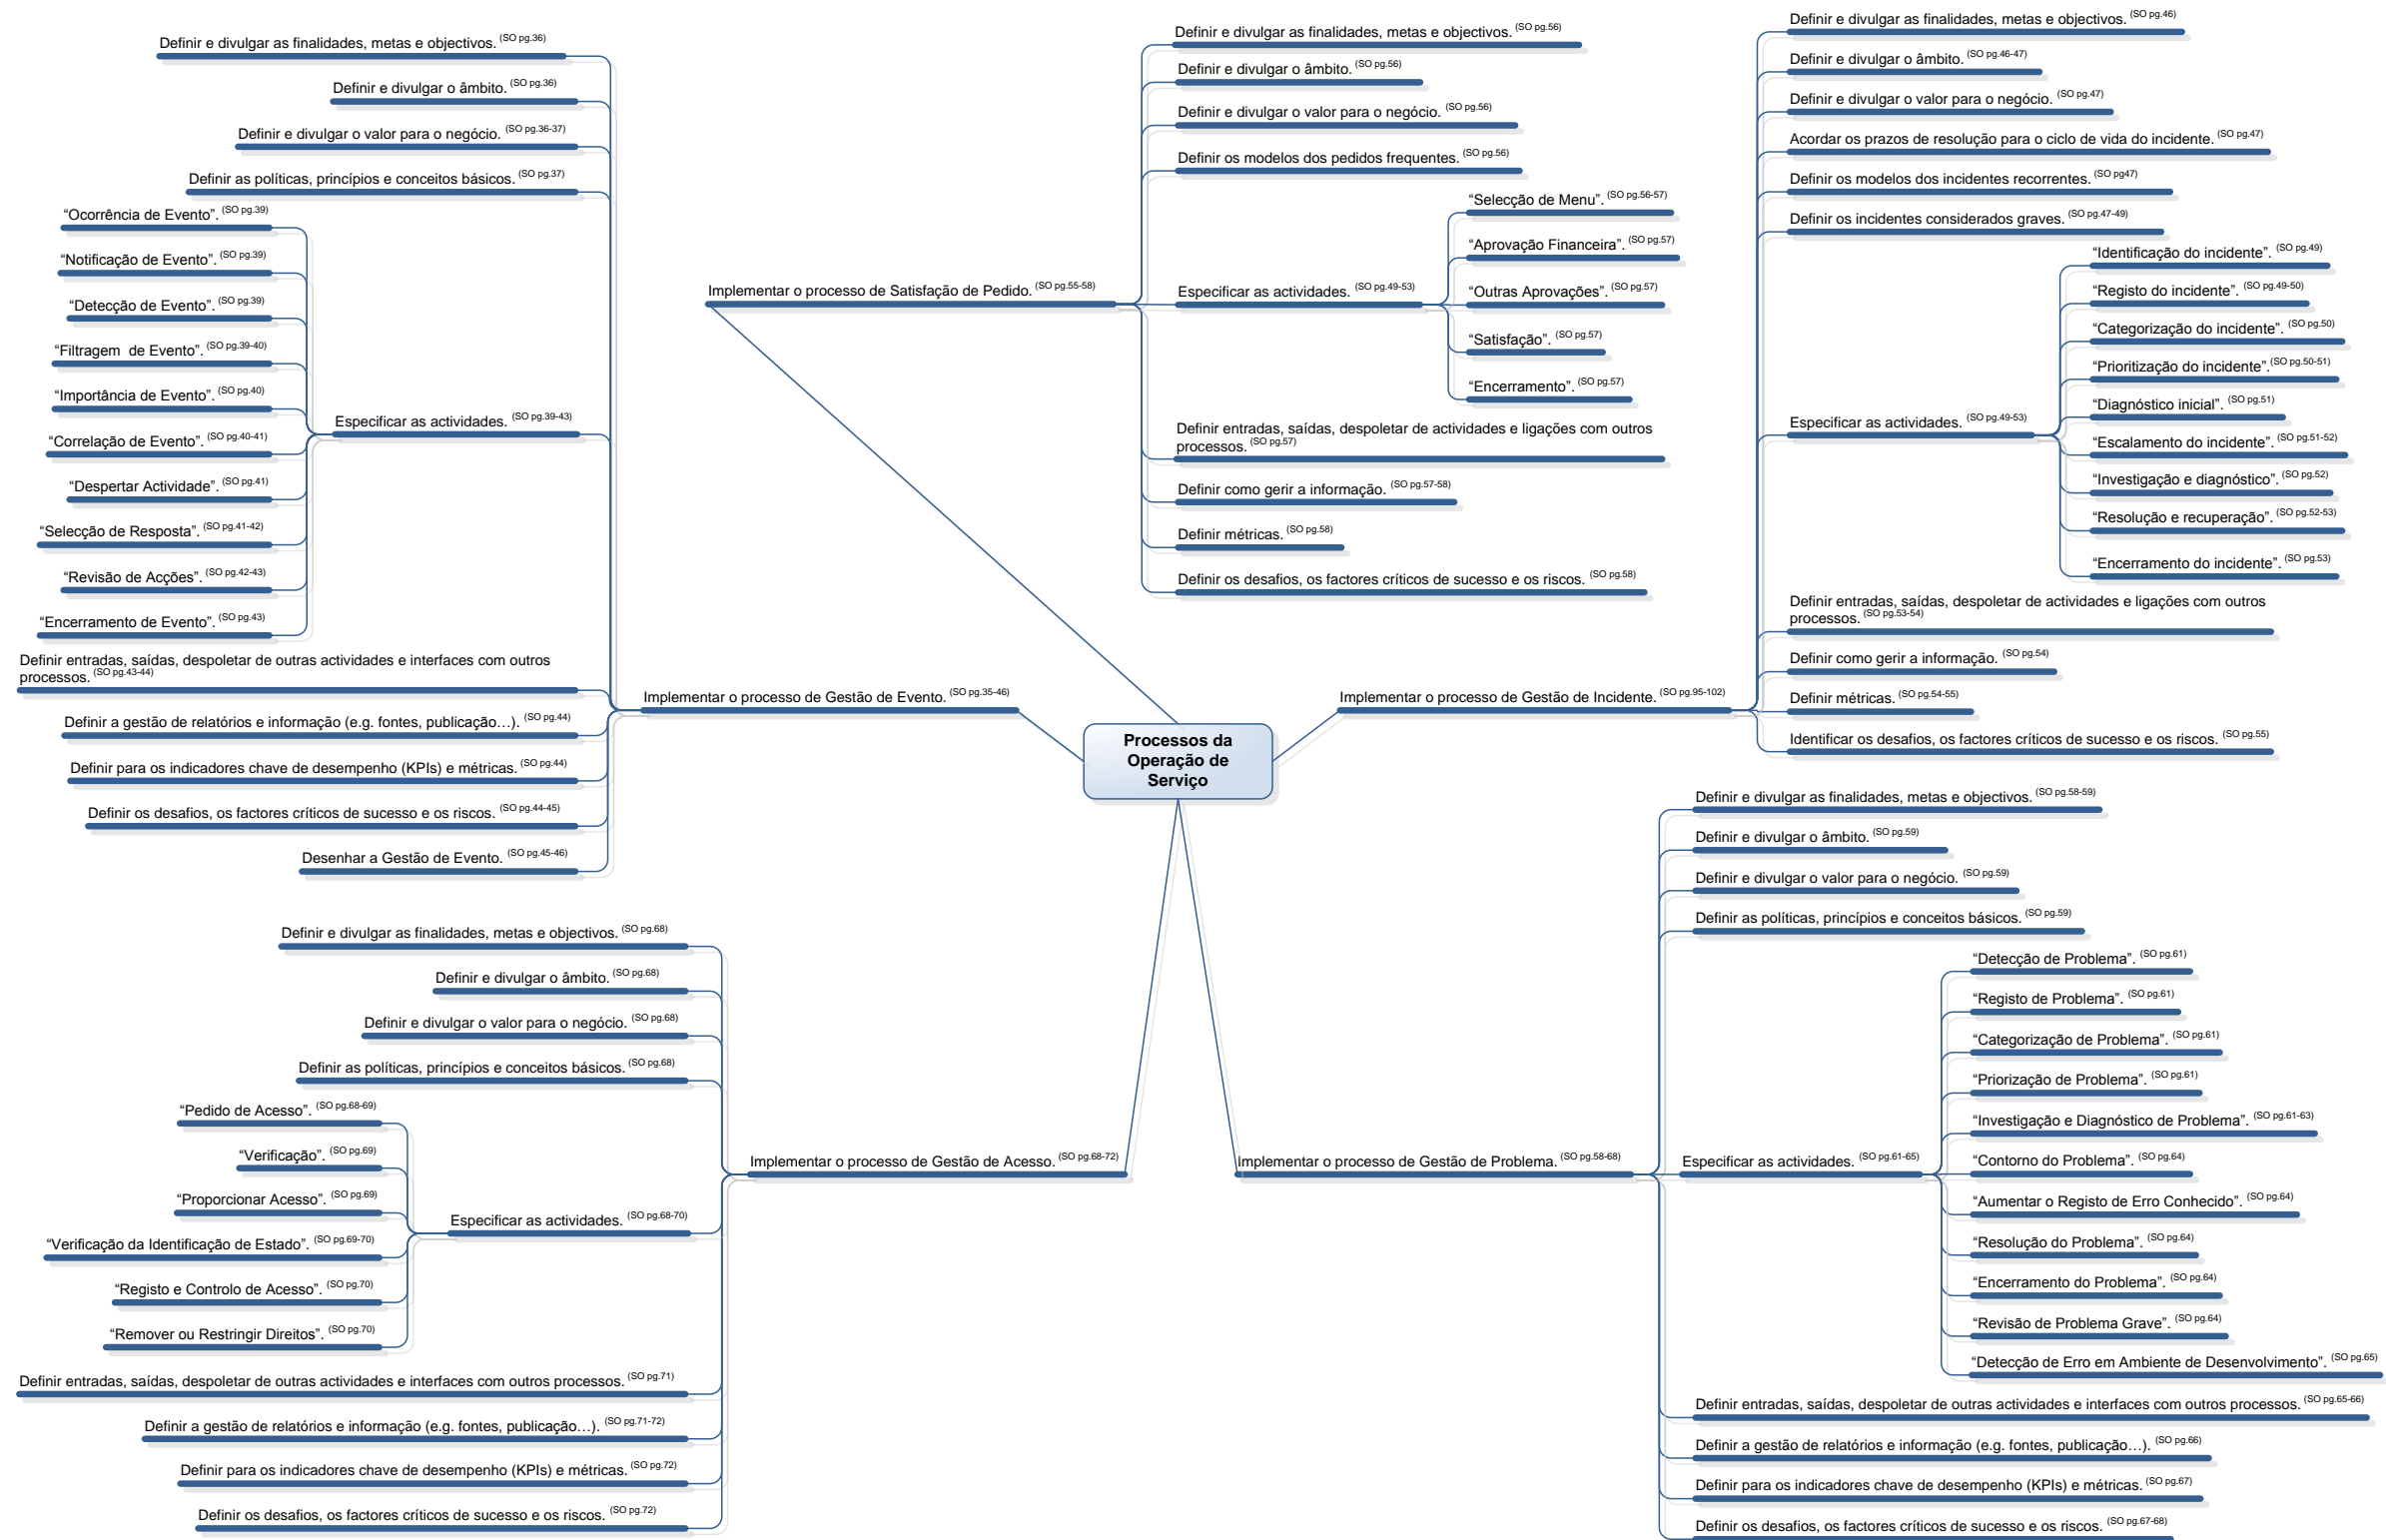 Processos da
Operação de
Serviço
Implementar o processo de Gestão de Evento. (SO pg.35-46)
Definir e divulgar as finalidades, metas e objectivos. (SO pg.36)
Definir e divulgar o âmbito. (SO pg.36)
Definir e divulgar o valor para o negócio. (SO pg.36-37)
Definir as políticas, princípios e conceitos básicos. (SO pg.37)
Especificar as actividades. (SO pg.39-43)
“Ocorrência de Evento”. (SO pg.39)
“Notificação de Evento”. (SO pg.39)
“Detecção de Evento”. (SO pg.39)
“Filtragem  de Evento”. (SO pg.39-40)
“Importância de Evento”. (SO pg.40)
“Correlação de Evento”. (SO pg.40-41)
“Despertar Actividade”. (SO pg.41)
“Selecção de Resposta”. (SO pg.41-42)
“Revisão de Acções”. (SO pg.42-43)
“Encerramento de Evento”. (SO pg.43)
Definir entradas, saídas, despoletar de outras actividades e interfaces com outros
processos. (SO pg.43-44)
Definir a gestão de relatórios e informação (e.g. fontes, publicação…). (SO pg.44)
Definir para os indicadores chave de desempenho (KPIs) e métricas. (SO pg.44)
Definir os desafios, os factores críticos de sucesso e os riscos. (SO pg.44-45)
Desenhar a Gestão de Evento. (SO pg.45-46)
Implementar o processo de Satisfação de Pedido. (SO pg.55-58)
Definir e divulgar as finalidades, metas e objectivos. (SO pg.56)
Definir e divulgar o âmbito. (SO pg.56)
Definir e divulgar o valor para o negócio. (SO pg.56)
Definir os modelos dos pedidos frequentes. (SO pg.56)
Especificar as actividades. (SO pg.49-53)
“Selecção de Menu”. (SO pg.56-57)
“Aprovação Financeira”. (SO pg.57)
“Outras Aprovações”. (SO pg.57)
“Satisfação”. (SO pg.57)
“Encerramento”. (SO pg.57)
Definir entradas, saídas, despoletar de actividades e ligações com outros
processos. (SO pg.57)
Definir como gerir a informação. (SO pg.57-58)
Definir métricas. (SO pg.58)
Definir os desafios, os factores críticos de sucesso e os riscos. (SO pg.58)
Implementar o processo de Gestão de Incidente. (SO pg.95-102)
Definir e divulgar as finalidades, metas e objectivos. (SO pg.46)
Definir e divulgar o âmbito. (SO pg.46-47)
Definir e divulgar o valor para o negócio. (SO pg.47)
Acordar os prazos de resolução para o ciclo de vida do incidente. (SO pg.47)
Definir os modelos dos incidentes recorrentes. (SO pg47)
Definir os incidentes considerados graves. (SO pg.47-49)
Especificar as actividades. (SO pg.49-53)
“Identificação do incidente”. (SO pg.49)
“Registo do incidente”. (SO pg.49-50)
“Categorização do incidente”. (SO pg.50)
“Prioritização do incidente”.(SO pg.50-51)
“Diagnóstico inicial”. (SO pg.51)
“Escalamento do incidente”. (SO pg.51-52)
“Investigação e diagnóstico”. (SO pg.52)
“Resolução e recuperação”. (SO pg.52-53)
“Encerramento do incidente”. (SO pg.53)
Definir entradas, saídas, despoletar de actividades e ligações com outros
processos. (SO pg.53-54)
Definir como gerir a informação. (SO pg.54)
Definir métricas. (SO pg.54-55)
Identificar os desafios, os factores críticos de sucesso e os riscos. (SO pg.55)
Implementar o processo de Gestão de Acesso. (SO pg.68-72)
Definir e divulgar as finalidades, metas e objectivos. (SO pg.68)
Definir e divulgar o âmbito. (SO pg.68)
Definir e divulgar o valor para o negócio. (SO pg.68)
Definir as políticas, princípios e conceitos básicos. (SO pg.68)
Especificar as actividades. (SO pg.68-70)
“Pedido de Acesso”. (SO pg.68-69)
“Verificação”. (SO pg.69)
“Proporcionar Acesso”. (SO pg.69)
“Verificação da Identificação de Estado”. (SO pg.69-70)
“Registo e Controlo de Acesso”. (SO pg.70)
“Remover ou Restringir Direitos”. (SO pg.70)
Definir entradas, saídas, despoletar de outras actividades e interfaces com outros processos. (SO pg.71)
Definir a gestão de relatórios e informação (e.g. fontes, publicação…). (SO pg.71-72)
Definir para os indicadores chave de desempenho (KPIs) e métricas. (SO pg.72)
Definir os desafios, os factores críticos de sucesso e os riscos. (SO pg.72)
Implementar o processo de Gestão de Problema. (SO pg.58-68)
Definir e divulgar as finalidades, metas e objectivos. (SO pg.58-59)
Definir e divulgar o âmbito. (SO pg.59)
Definir e divulgar o valor para o negócio. (SO pg.59)
Definir as políticas, princípios e conceitos básicos. (SO pg.59)
Especificar as actividades. (SO pg.61-65)
“Detecção de Problema”. (SO pg.61)
“Registo de Problema”. (SO pg.61)
“Categorização de Problema”. (SO pg.61)
“Priorização de Problema”. (SO pg.61)
“Investigação e Diagnóstico de Problema”. (SO pg.61-63)
“Contorno do Problema”. (SO pg.64)
“Aumentar o Registo de Erro Conhecido”. (SO pg.64)
“Resolução do Problema”. (SO pg.64)
“Encerramento do Problema”. (SO pg.64)
“Revisão de Problema Grave”. (SO pg.64)
“Detecção de Erro em Ambiente de Desenvolvimento”. (SO pg.65)
Definir entradas, saídas, despoletar de outras actividades e interfaces com outros processos. (SO pg.65-66)
Definir a gestão de relatórios e informação (e.g. fontes, publicação…). (SO pg.66)
Definir para os indicadores chave de desempenho (KPIs) e métricas. (SO pg.67)
Definir os desafios, os factores críticos de sucesso e os riscos. (SO pg.67-68)